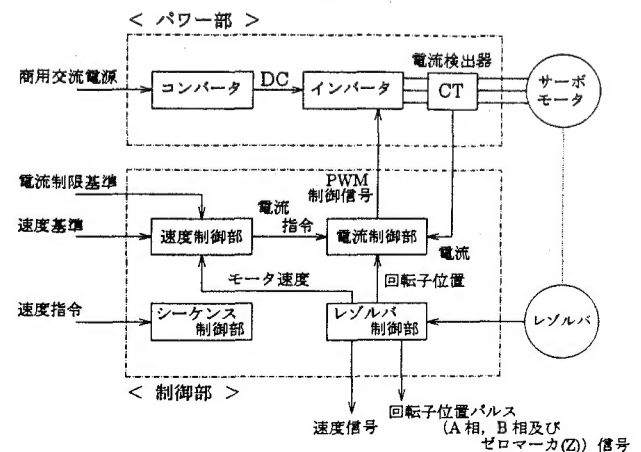 < パワー部 >
商用交流電源
コンバータ
DC
インバータ
電流検出器
CT
サーボ
モータ
電流制限基準
速度基準
速度制御部
電流
指令
PWM
制御信号
電流制御部
電流
モータ速度
回転子位置
速度指令
シーケンス
制御部
レゾルバ
制御部
レゾルバ
< 制御部 >
速度信号
回転子位置パルス
(A相, B相及び
ゼロマーカ(Z)) 信号